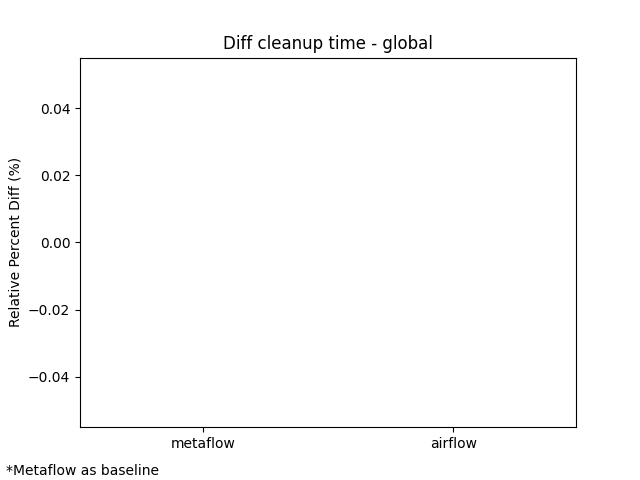 Diff cleanup time - global
Relative Percent Diff (%)
0.04
0.02
0.00
−0.02
−0.04
metaflow
airflow
*Metaflow as baseline